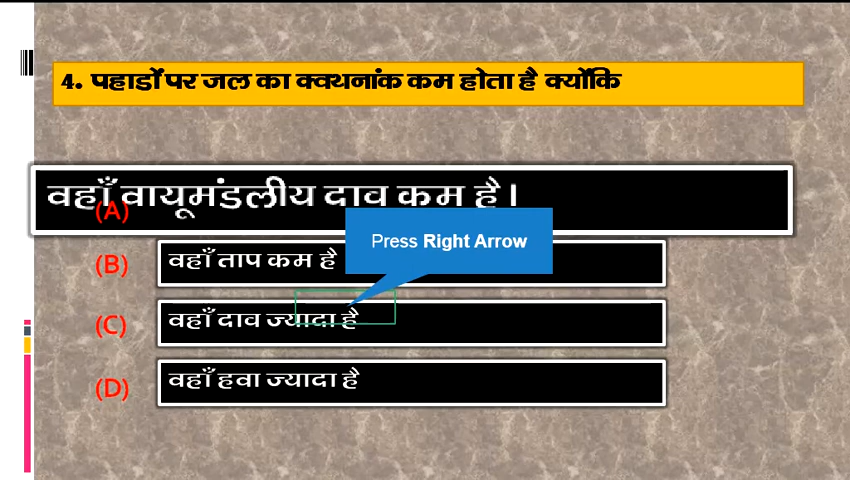 4. पहाडों पर जल का क्वथनांक कम होता है क्योंकि
(A) वहाँ वायूमंडलीय दाव कम है।
Press Right Arrow
(B) वहाँ ताप कम है
(C) वहाँ दाव ज्यादा है
(D) वहाँ हवा ज्यादा है